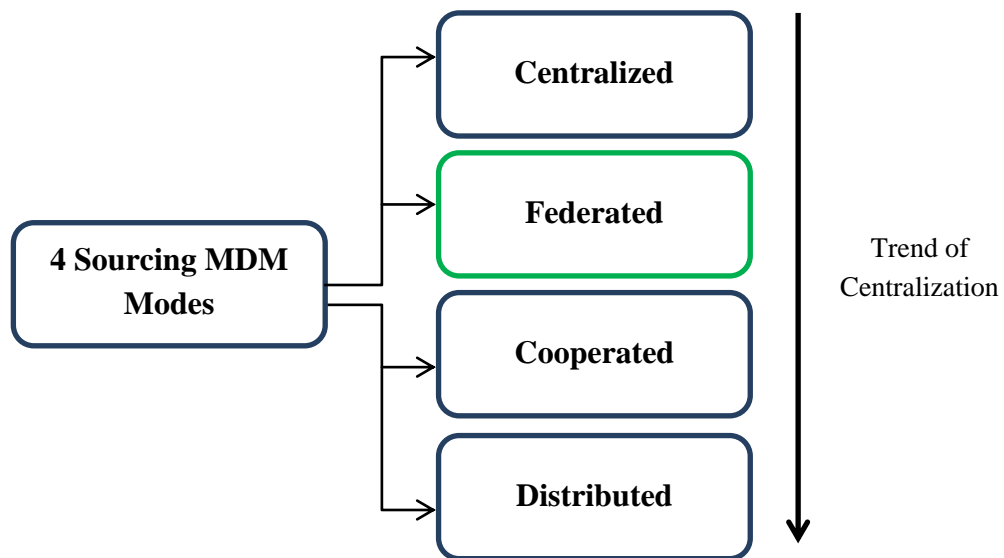 4 Sourcing MDM
Modes
Centralized
Federated
Cooperated
Distributed
Trend of
Centralization